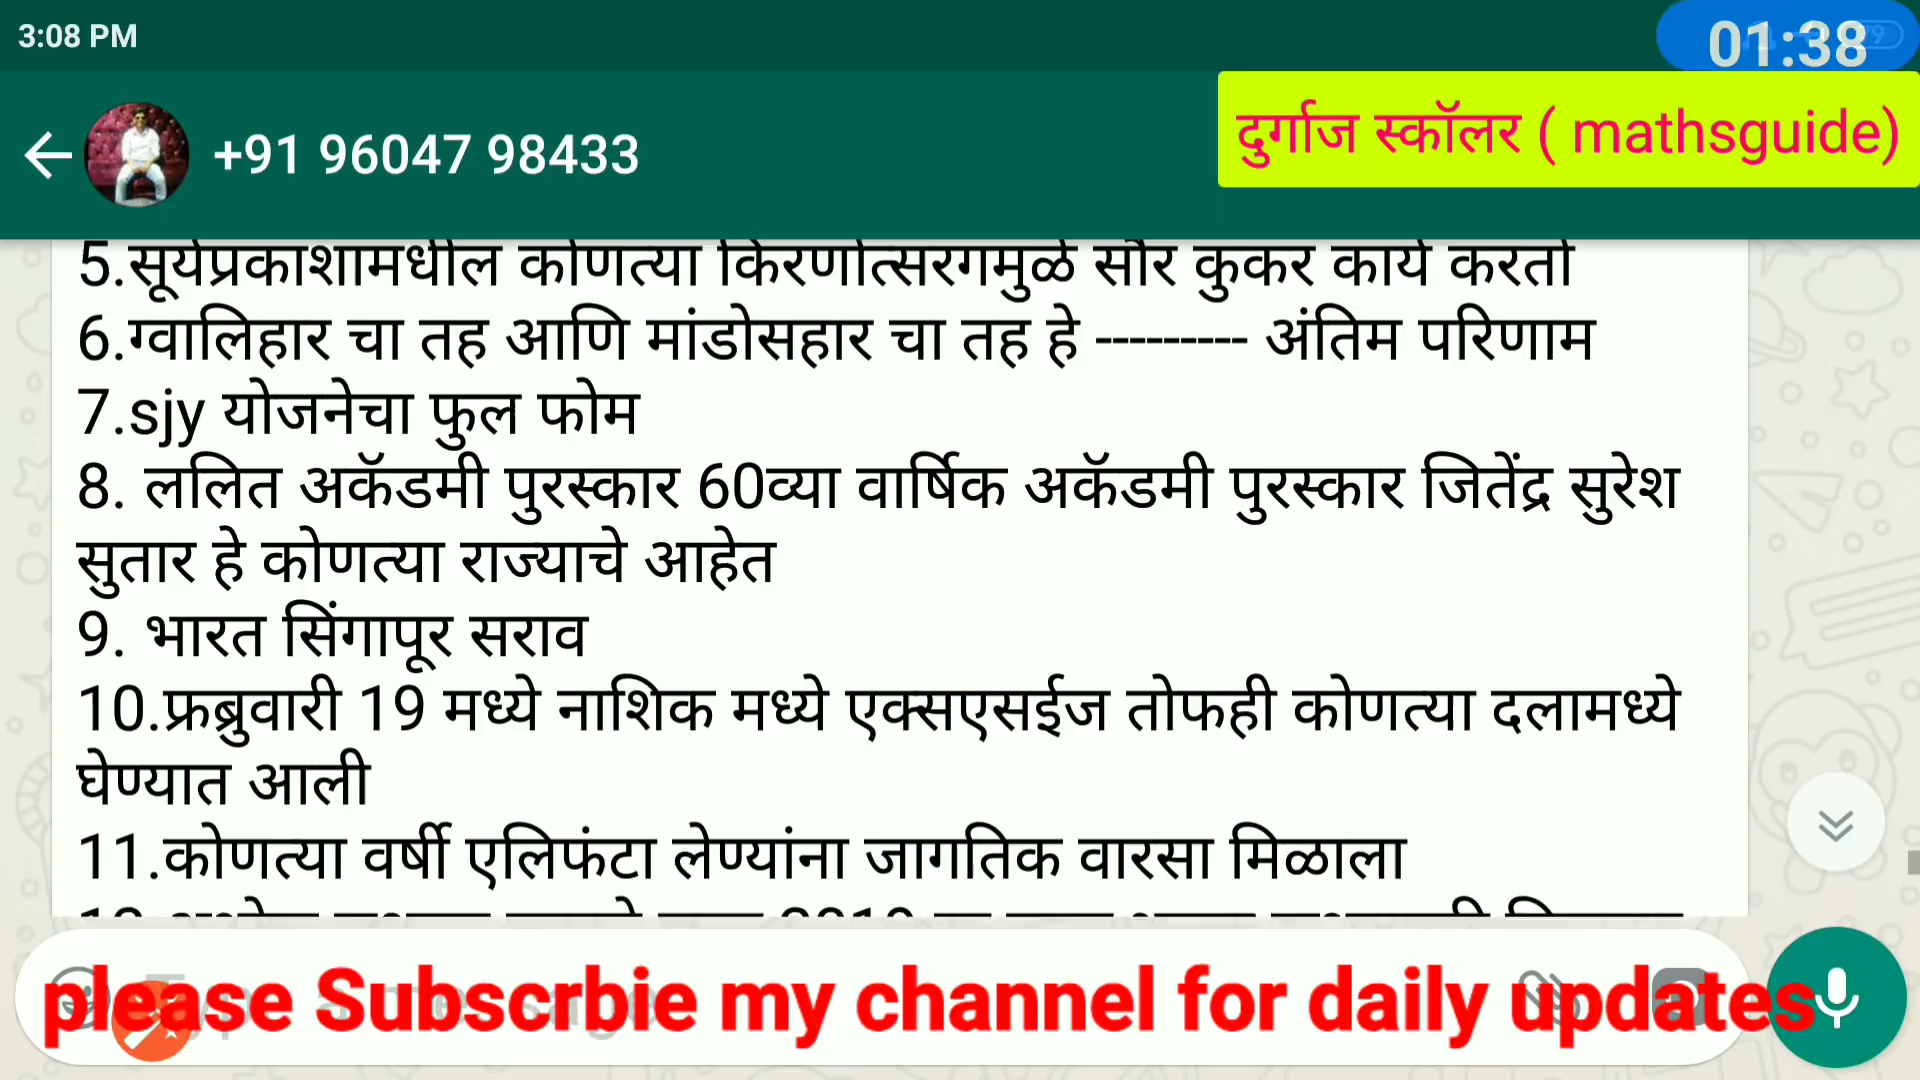 3:08 PM
01:38
+91 96047 98433
दुर्गाज स्कॉलर ( mathsguide)
5.सूर्यप्रकाशामधील कोणत्या किरणोत्सरगमुळे सौर कुकर कार्य करतो
6.ग्वालिहार चा तह आणि मांडोसहार चा तह हे --------- अंतिम परिणाम
7.sjy योजनेचा फुल फोम
8. ललित अकॅडमी पुरस्कार 60व्या वार्षिक अकॅडमी पुरस्कार जितेंद्र सुरेश
सुतार हे कोणत्या राज्याचे आहेत
9. भारत सिंगापूर सराव
10.फ्रब्रुवारी 19 मध्ये नाशिक मध्ये एक्सएसईज तोफही कोणत्या दलामध्ये
घेण्यात आली
11.कोणत्या वर्षी एलिफंटा लेण्यांना जागतिक वारसा मिळाला
please Subscrbie my channel for daily updates